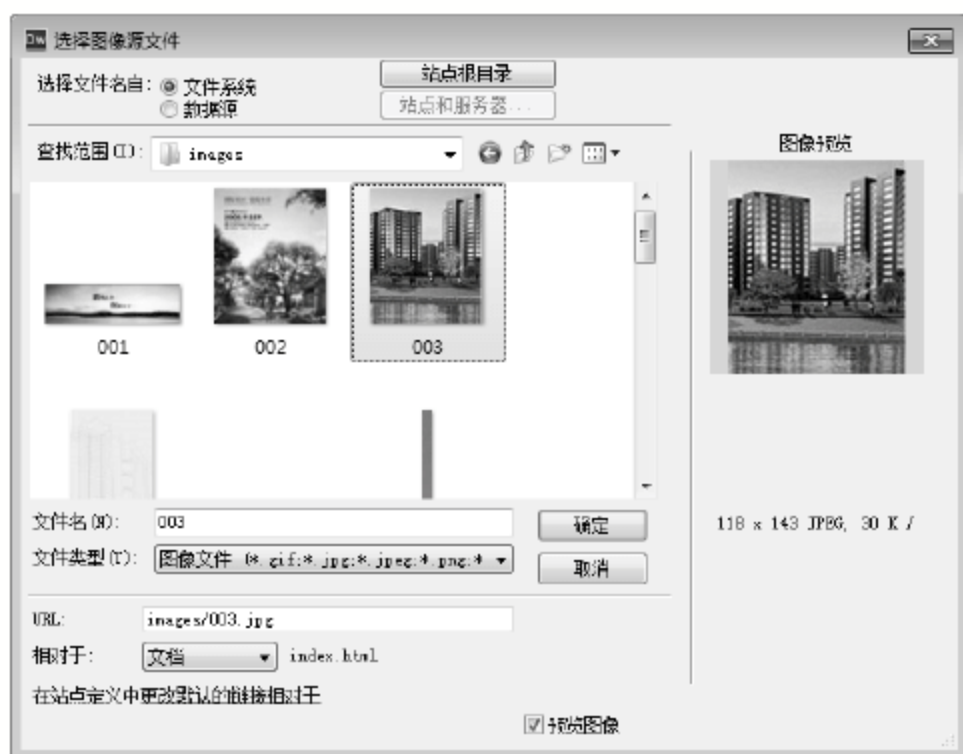 Dw 选择图像源文件
选择文件名自: 文件系统
数据源
站点根目录
站点和服务器...
查找范围(I): images
图像预览
001
002
003
文件名(N): 003
确定
文件类型(T): 图像文件 (*.gif;*.jpg;*.jpeg;*.png;*
取消
118 x 143 JPEG, 30 K /
URL: images/003.jpg
相对于: 文档 index.html
在站点定义中更改默认的链接相对于
预览图像